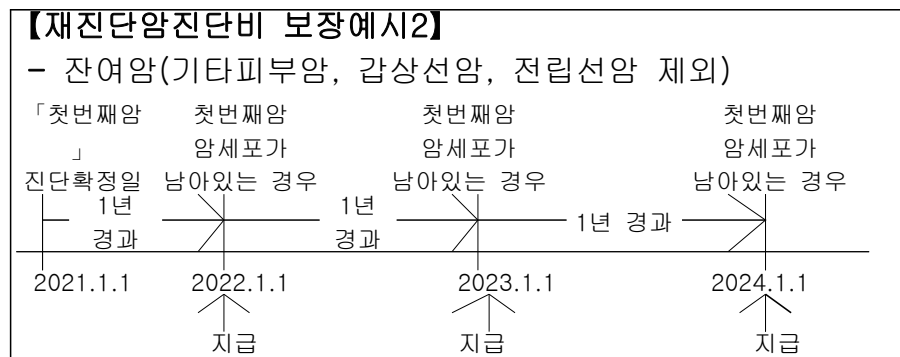 【재진단암진단비 보장예시2】
- 잔여암(기타피부암, 갑상선암, 전립선암 제외)
「첫번째암 첫번째암 첫번째암 첫번째암
」 암세포가 암세포가 암세포가
진단확정일 남아있는 경우 남아있는 경우 남아있는 경우
1년 1년 1년 경과
경과 경과
2021.1.1 2022.1.1 2023.1.1 2024.1.1
지급 지급 지급